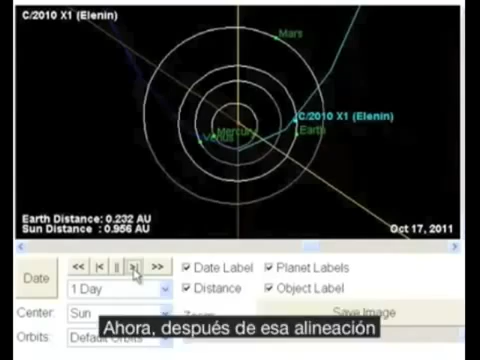 C/2010 X1 (Elenin)
Mars
C/2010 X1 (Elenin)
Mercury
Venus
Earth
Earth Distance: 0.232 AU
Sun Distance : 0.956 AU
Oct 17, 2011
Date
<< |< || >| >>
Date Label
Planet Labels
1 Day
Distance
Object Label
Center:
Sun
Zoom:
Save Image
Orbits:
Default Orbits
Ahora, después de esa alineación